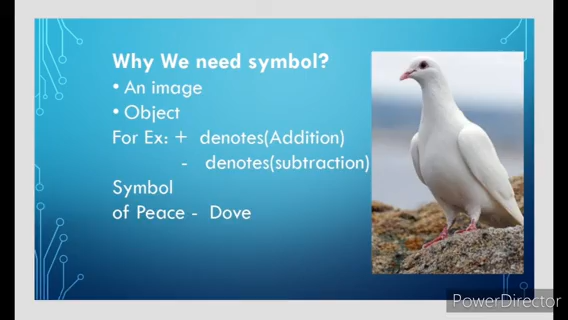 Why We need symbol?
• An image
• Object
For Ex: + denotes(Addition)
- denotes(subtraction)
Symbol
of Peace - Dove
PowerDirector